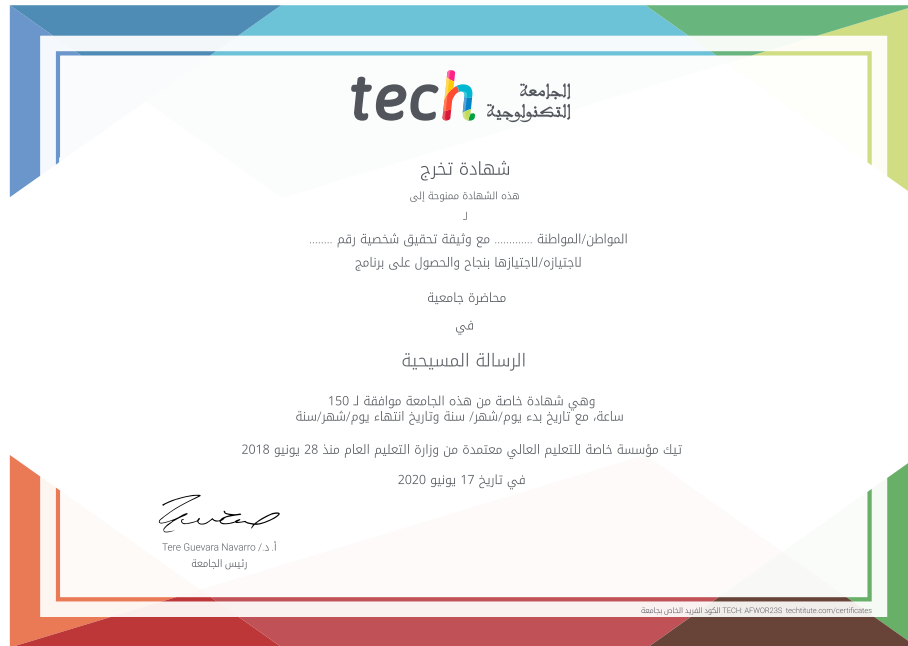 tech الجامعة
التكنولوجية
شهادة تخرج
هذه الشهادة ممنوحة إلى
لـ
المواطن/المواطنة ............. مع وثيقة تحقيق شخصية رقم ........
لاجتيازه/لاجتيازها بنجاح والحصول على برنامج
محاضرة جامعية
في
الرسالة المسيحية
وهي شهادة خاصة من هذه الجامعة موافقة لـ 150
ساعة، مع تاريخ بدء يوم/شهر/ سنة وتاريخ انتهاء يوم/شهر/سنة
تيك مؤسسة خاصة للتعليم العالي معتمدة من وزارة التعليم العام منذ 28 يونيو 2018
في تاريخ 17 يونيو 2020
أ. د./ Tere Guevara Navarro
رئيس الجامعة
الكود الفريد الخاص بجامعة TECH: AFWOR23S techtitute.com/certificates